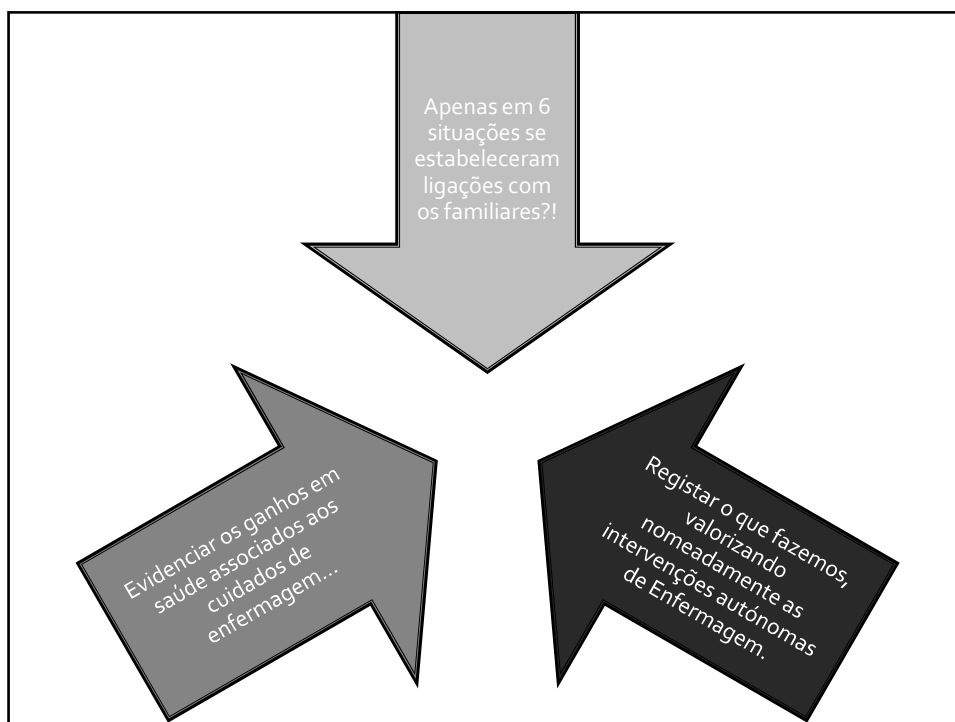 Apenas em 6
situações se
estabeleceram
ligações com
os familiares?!
Evidenciar os ganhos em
saúde associados aos
cuidados de
enfermagem...
Registar o que fazemos,
valorizando
nomeadamente as
intervenções autónomas
de Enfermagem.